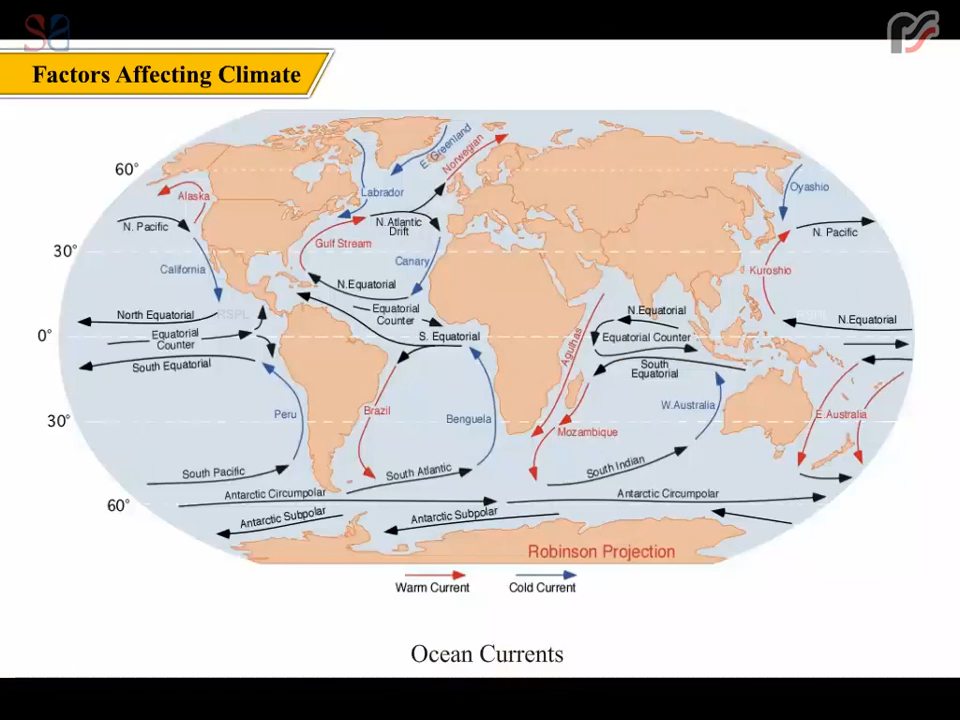 Factors Affecting Climate
60°
30°
0°
30°
60°
E. Greenland
Norwegian
Labrador
Alaska
Oyashio
N. Pacific
N. Atlantic
Drift
N. Pacific
Gulf Stream
Canary
California
Kuroshio
N.Equatorial
RSPL
RSPL
North Equatorial
Equatorial
Counter
N.Equatorial
N.Equatorial
Equatorial
Counter
S. Equatorial
Equatorial Counter
Agulhas
South Equatorial
South
Equatorial
Peru
Brazil
Benguela
W.Australia
E.Australia
Mozambique
South Pacific
South Atlantic
South Indian
Antarctic Circumpolar
Antarctic Circumpolar
Antarctic Subpolar
Antarctic Subpolar
Robinson Projection
Warm Current
Cold Current
Ocean Currents